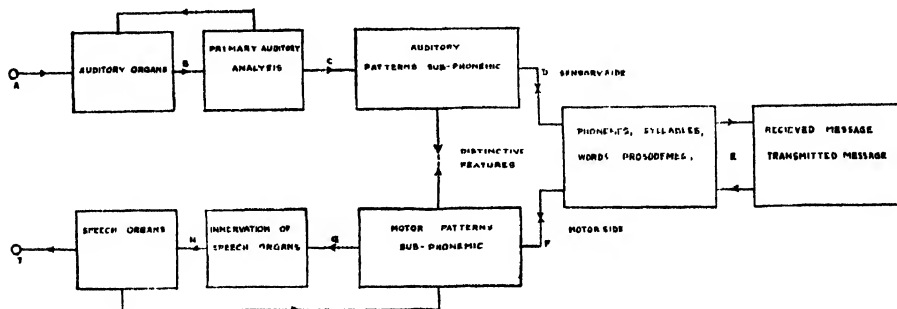 AUDITORY ORGANS
PRIMARY AUDITORY
ANALYSIS
AUDITORY
PATTERNS SUB-PHONEMIC
A
B
C
D SENSORY SIDE
PHONEMES, SYLLABLES,
WORDS PROSODEMES,
RECIEVED MESSAGE
TRANSMITTED MESSAGE
E
DISTINCTIVE
FEATURES
SPEECH ORGANS
INNERVATION OF
SPEECH ORGANS
MOTOR PATTERNS
SUB-PHONEMIC
MOTOR SIDE
F
G
H